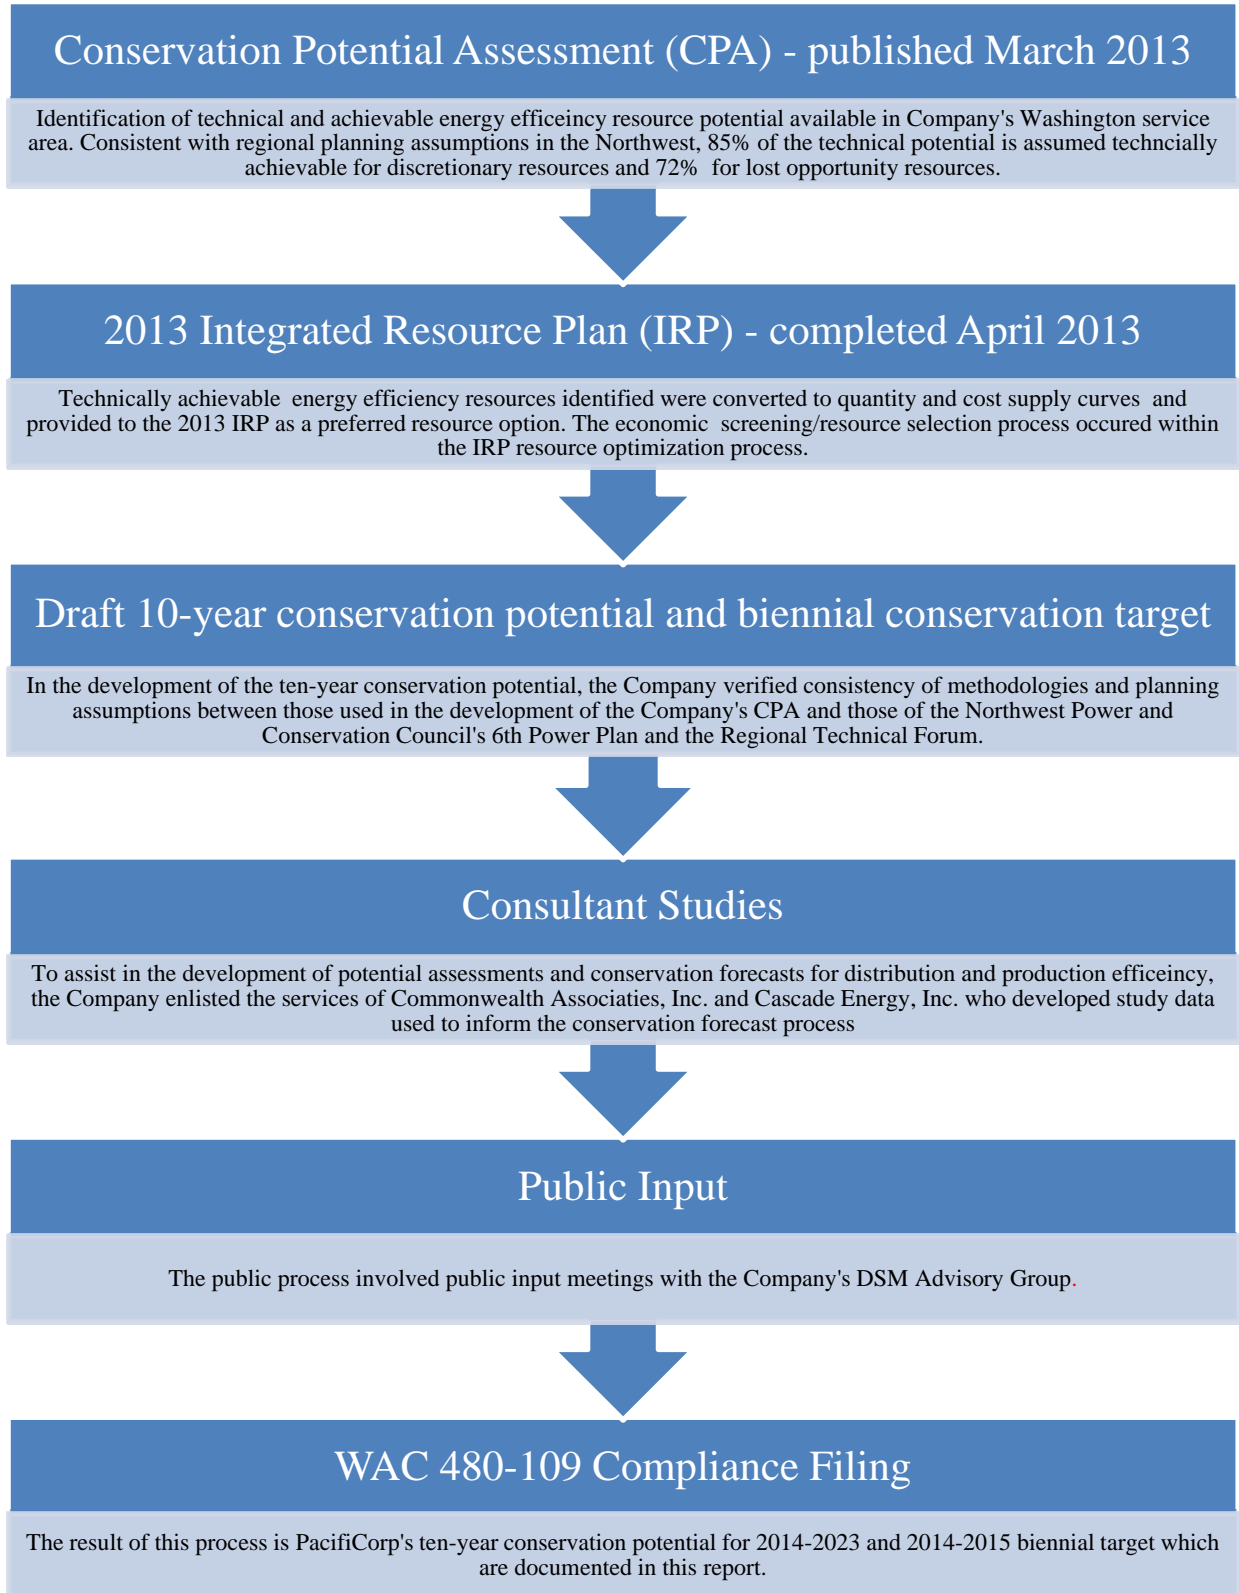 Conservation Potential Assessment (CPA) - published March 2013
Identification of technical and achievable energy efficeincy resource potential available in Company's Washington service
area. Consistent with regional planning assumptions in the Northwest, 85% of the technical potential is assumed techncially
achievable for discretionary resources and 72% for lost opportunity resources.
2013 Integrated Resource Plan (IRP) - completed April 2013
Technically achievable energy efficiency resources identified were converted to quantity and cost supply curves and
provided to the 2013 IRP as a preferred resource option. The economic screening/resource selection process occured within
the IRP resource optimization process.
Draft 10-year conservation potential and biennial conservation target
In the development of the ten-year conservation potential, the Company verified consistency of methodologies and planning
assumptions between those used in the development of the Company's CPA and those of the Northwest Power and
Conservation Council's 6th Power Plan and the Regional Technical Forum.
Consultant Studies
To assist in the development of potential assessments and conservation forecasts for distribution and production efficeincy,
the Company enlisted the services of Commonwealth Associaties, Inc. and Cascade Energy, Inc. who developed study data
used to inform the conservation forecast process
Public Input
The public process involved public input meetings with the Company's DSM Advisory Group.
WAC 480-109 Compliance Filing
The result of this process is PacifiCorp's ten-year conservation potential for 2014-2023 and 2014-2015 biennial target which
are documented in this report.